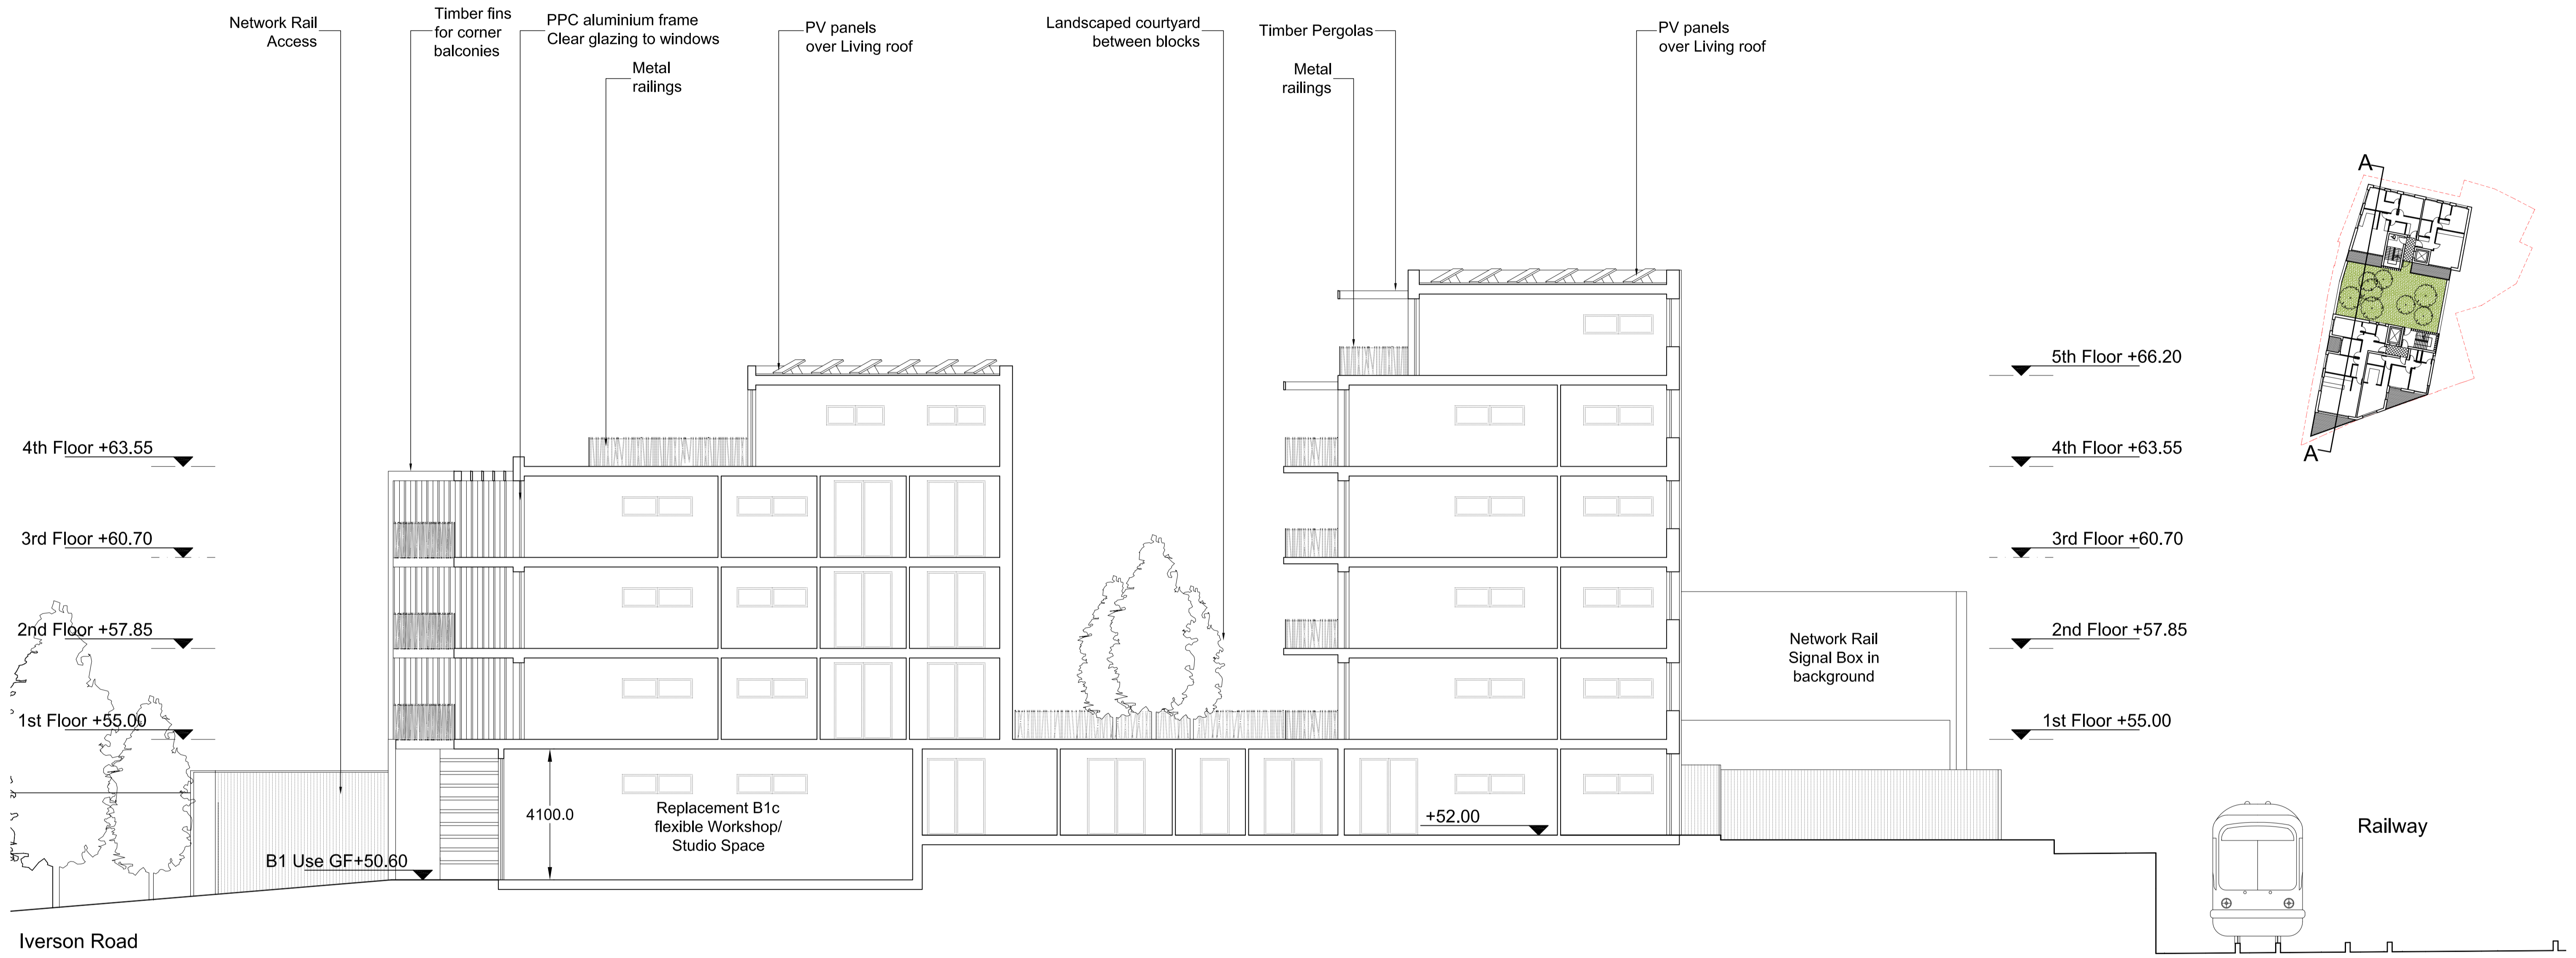 Network Rail
Access
Timber fins
for corner
balconies
PPC aluminium frame
Clear glazing to windows
Metal
railings
PV panels
over Living roof
Landscaped courtyard
between blocks
Timber Pergolas
Metal
railings
PV panels
over Living roof
A
A
4th Floor +63.55
3rd Floor +60.70
2nd Floor +57.85
1st Floor +55.00
B1 Use GF+50.60
4100.0
Replacement B1c
flexible Workshop/
Studio Space
+52.00
5th Floor +66.20
4th Floor +63.55
3rd Floor +60.70
2nd Floor +57.85
1st Floor +55.00
Network Rail
Signal Box in
background
Railway
Iverson Road